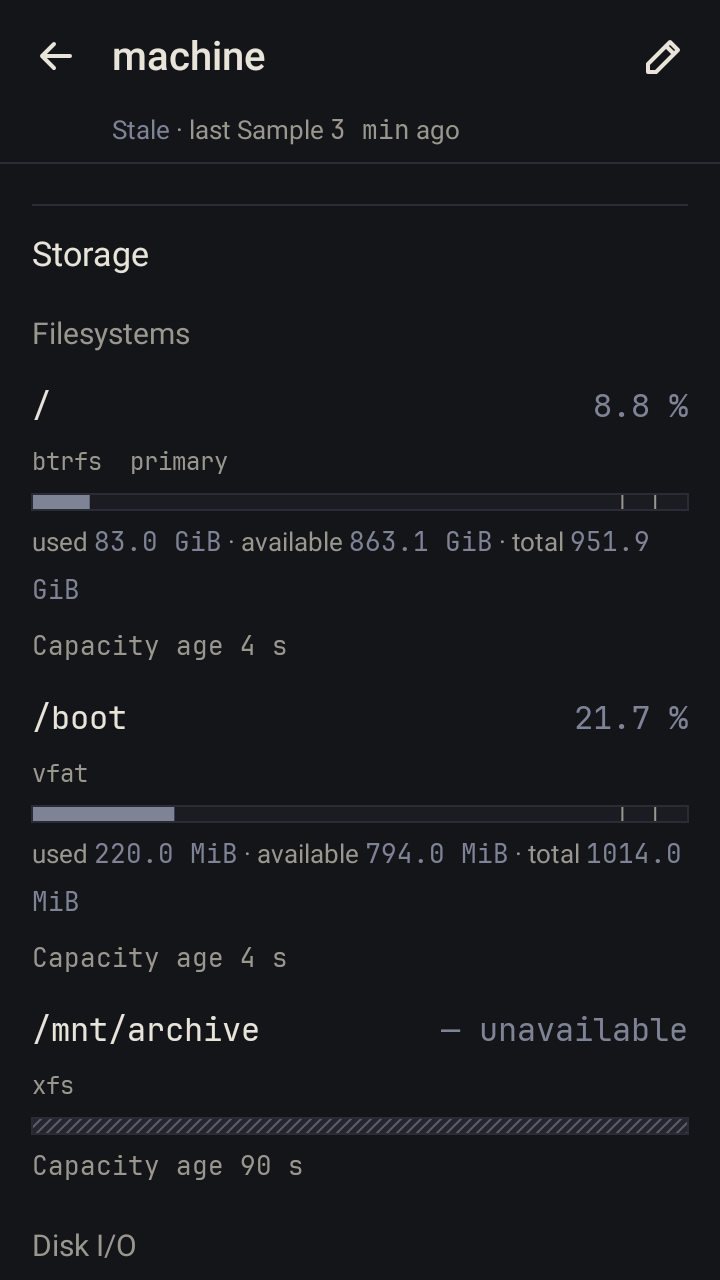 machine
Stale · last Sample 3 min ago
Storage
Filesystems
/ 8.8 %
btrfs primary
used 83.0 GiB · available 863.1 GiB · total 951.9
GiB
Capacity age 4 s
/boot 21.7 %
vfat
used 220.0 MiB · available 794.0 MiB · total 1014.0
MiB
Capacity age 4 s
/mnt/archive — unavailable
xfs
Capacity age 90 s
Disk I/O